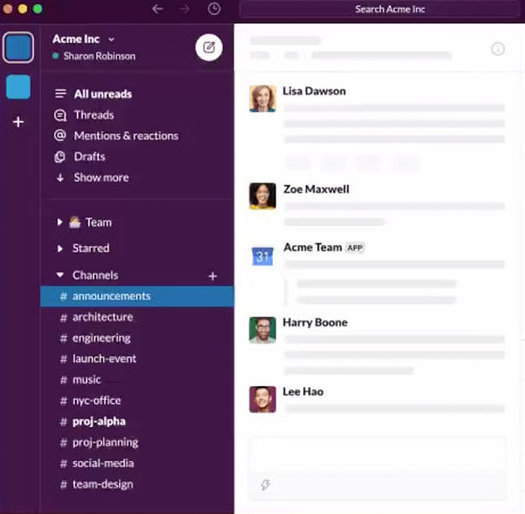 Search Acme Inc
Acme Inc
Sharon Robinson
All unreads
Threads
Mentions & reactions
Drafts
Show more
Team
Starred
Channels +
# announcements
# architecture
# engineering
# launch-event
# music
# nyc-office
# proj-alpha
# proj-planning
# social-media
# team-design
Lisa Dawson
Zoe Maxwell
31
Acme Team APP
Harry Boone
Lee Hao